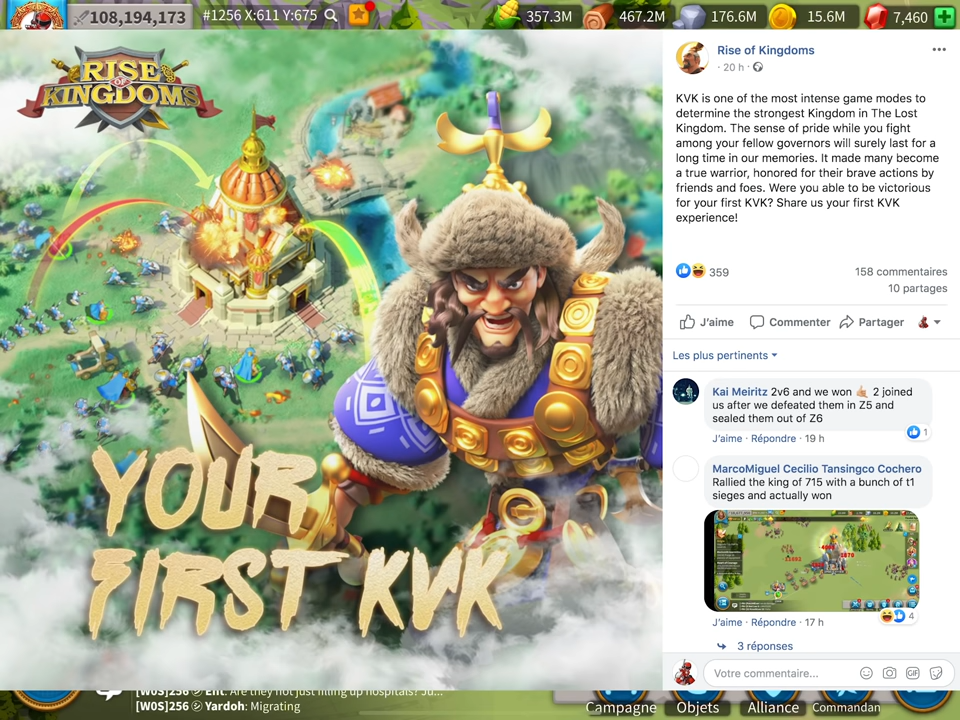 108,194,173
#1256 X:611 Y:675
357.3M
467.2M
176.6M
15.6M
7,460
RISE
OF
KINGDOMS
YOUR
FIRST KVK
Rise of Kingdoms
· 20 h ·
KVK is one of the most intense game modes to
determine the strongest Kingdom in The Lost
Kingdom. The sense of pride while you fight
among your fellow governors will surely last for a
long time in our memories. It made many become
a true warrior, honored for their brave actions by
friends and foes. Were you able to be victorious
for your first KVK? Share us your first KVK
experience!
359
158 commentaires
10 partages
J'aime
Commenter
Partager
Les plus pertinents
Kai Meiritz 2v6 and we won 🤙🏼 2 joined
us after we defeated them in Z5 and
sealed them out of Z6
1
J'aime · Répondre · 19 h
MarcoMiguel Cecilio Tansingco Cochero
Rallied the king of 715 with a bunch of t1
sieges and actually won
J'aime · Répondre · 17 h
4
3 réponses
Votre commentaire...
GIF
[W0S]256 Ent: Are they not just filling up hospitals? Ju...
[W0S]256 Yardoh: Migrating
Campagne
Objets
Alliance
Commandan